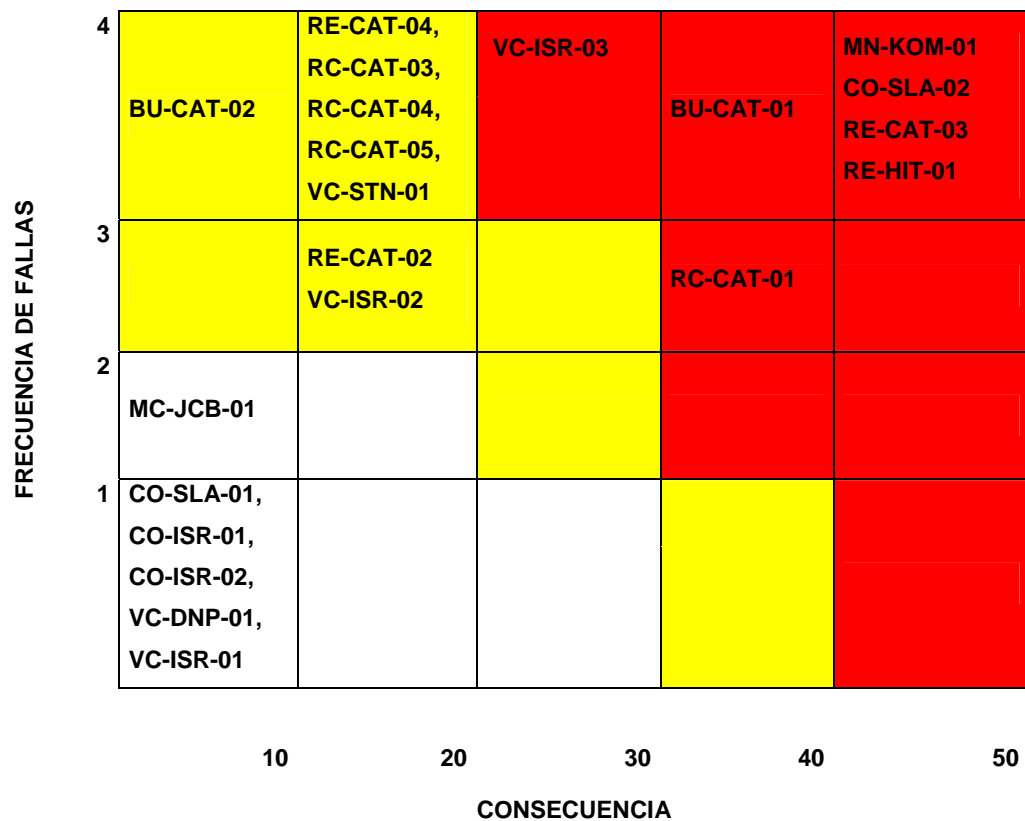 FRECUENCIA DE FALLAS
4
BU-CAT-02
RE-CAT-04,
RC-CAT-03,
RC-CAT-04,
RC-CAT-05,
VC-STN-01
VC-ISR-03
BU-CAT-01
MN-KOM-01
CO-SLA-02
RE-CAT-03
RE-HIT-01
3
RE-CAT-02
VC-ISR-02
RC-CAT-01
2
MC-JCB-01
1
CO-SLA-01,
CO-ISR-01,
CO-ISR-02,
VC-DNP-01,
VC-ISR-01
10 20 30 40 50
CONSECUENCIA